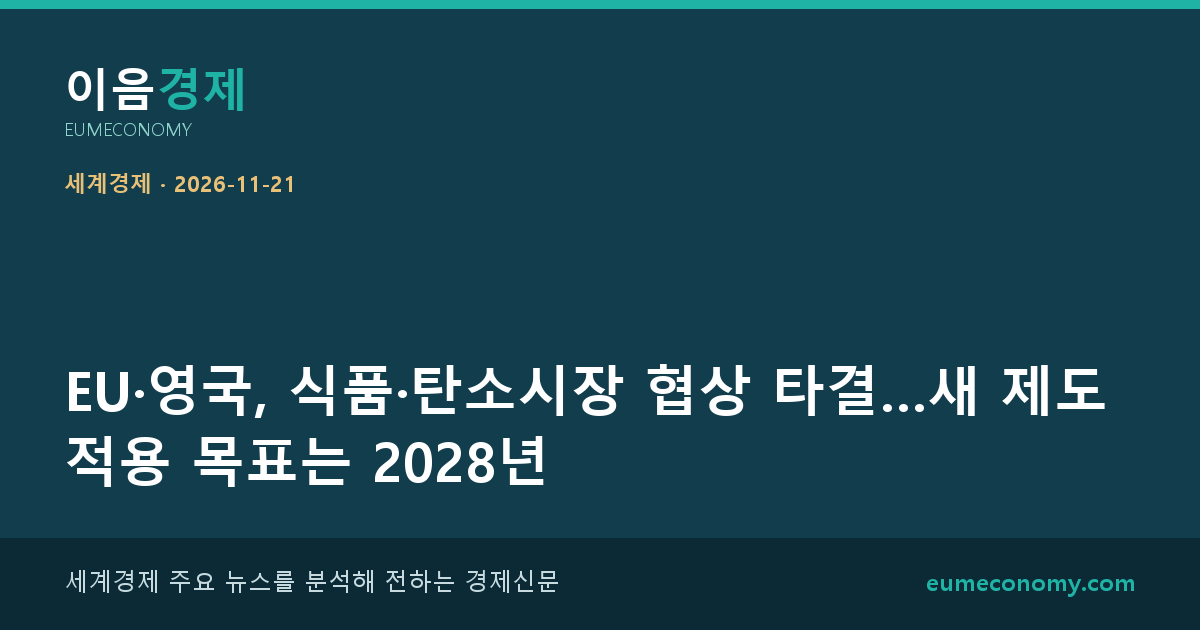 이음경제
EUMECONOMY
세계경제 · 2026-11-21
EU·영국, 식품·탄소시장 협상 타결…새 제도
적용 목표는 2028년
세계경제 주요 뉴스를 분석해 전하는 경제신문
eumeconomy.com